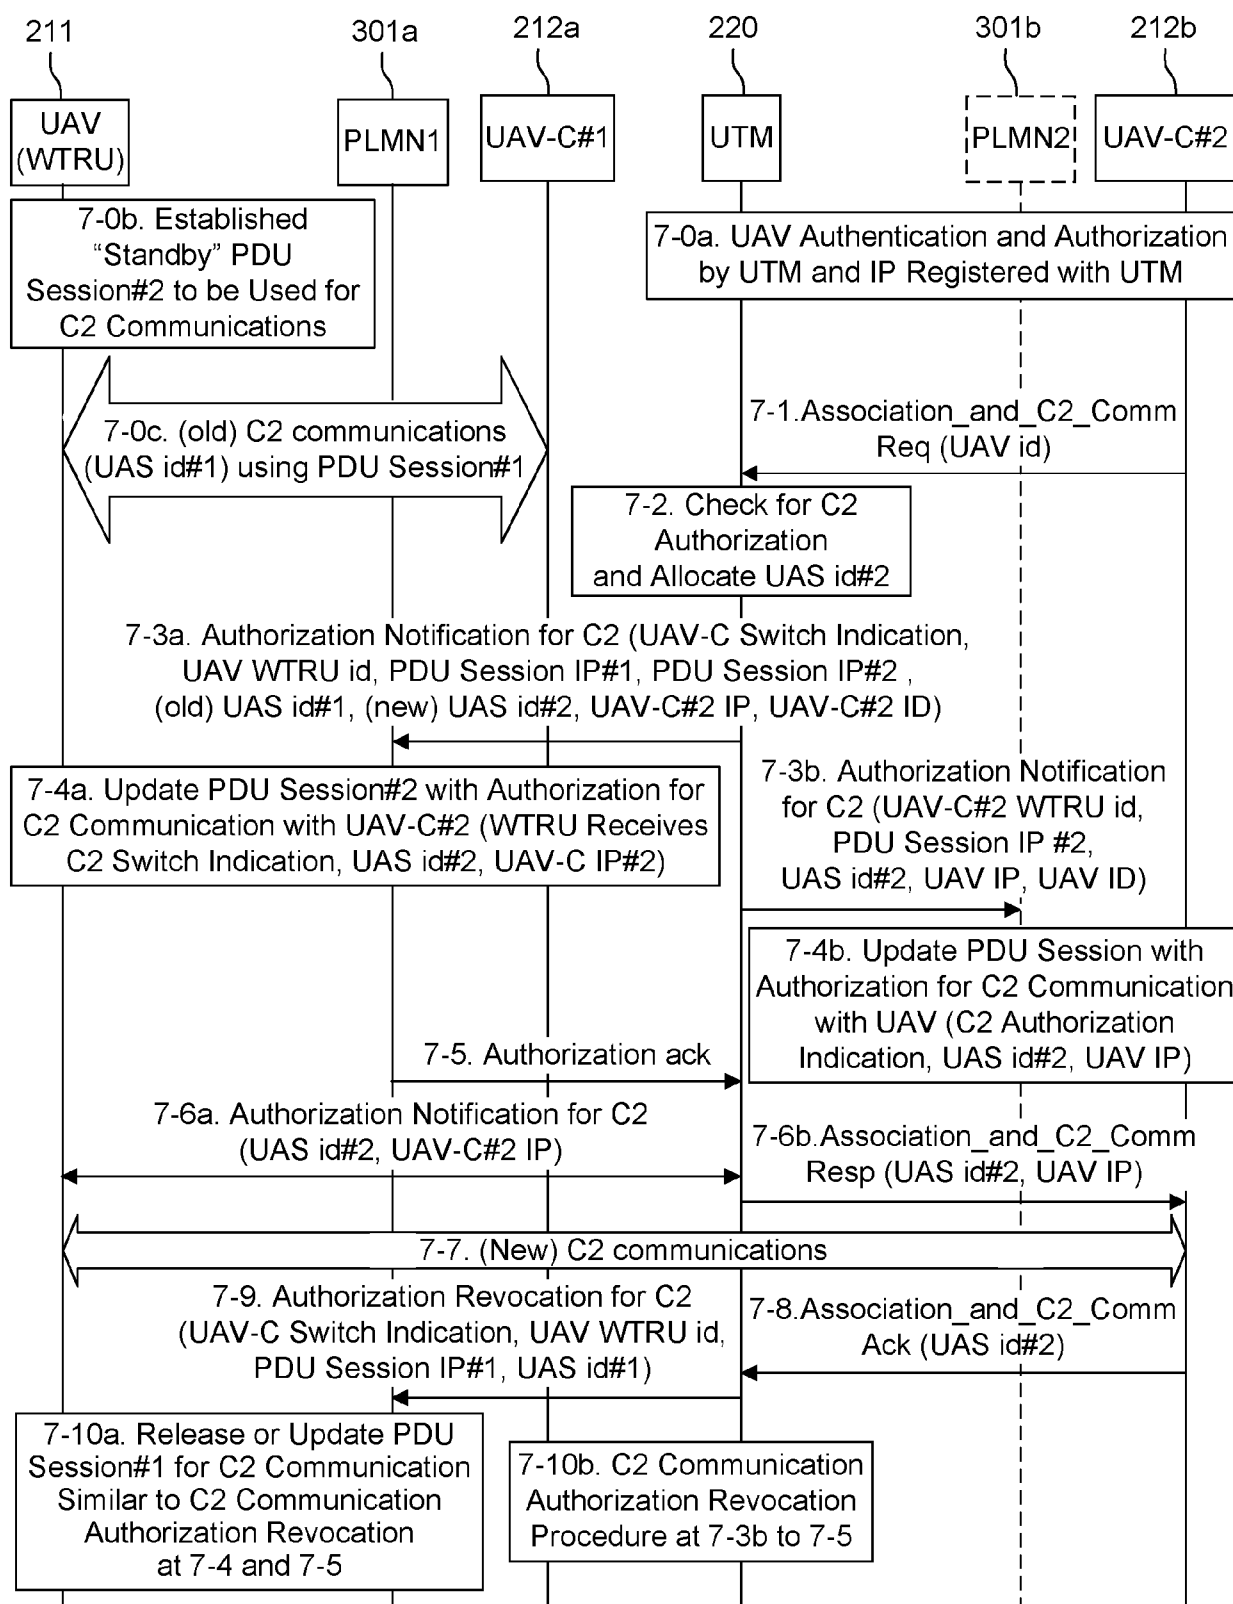 211
301a
212a
220
301b
212b
UAV
(WTRU)
PLMN1
UAV-C#1
UTM
PLMN2
UAV-C#2
7-0b. Established
“Standby” PDU
Session#2 to be Used for
C2 Communications
7-0a. UAV Authentication and Authorization
by UTM and IP Registered with UTM
7-0c. (old) C2 communications
(UAS id#1) using PDU Session#1
7-1.Association_and_C2_Comm
Req (UAV id)
7-2. Check for C2
Authorization
and Allocate UAS id#2
7-3a. Authorization Notification for C2 (UAV-C Switch Indication,
UAV WTRU id, PDU Session IP#1, PDU Session IP#2 ,
(old) UAS id#1, (new) UAS id#2, UAV-C#2 IP, UAV-C#2 ID)
7-4a. Update PDU Session#2 with Authorization for
C2 Communication with UAV-C#2 (WTRU Receives
C2 Switch Indication, UAS id#2, UAV-C IP#2)
7-3b. Authorization Notification
for C2 (UAV-C#2 WTRU id,
PDU Session IP #2,
UAS id#2, UAV IP, UAV ID)
7-4b. Update PDU Session with
Authorization for C2 Communication
with UAV (C2 Authorization
Indication, UAS id#2, UAV IP)
7-5. Authorization ack
7-6a. Authorization Notification for C2
(UAS id#2, UAV-C#2 IP)
7-6b.Association_and_C2_Comm
Resp (UAS id#2, UAV IP)
7-7. (New) C2 communications
7-9. Authorization Revocation for C2
(UAV-C Switch Indication, UAV WTRU id,
PDU Session IP#1, UAS id#1)
7-8.Association_and_C2_Comm
Ack (UAS id#2)
7-10a. Release or Update PDU
Session#1 for C2 Communication
Similar to C2 Communication
Authorization Revocation
at 7-4 and 7-5
7-10b. C2 Communication
Authorization Revocation
Procedure at 7-3b to 7-5